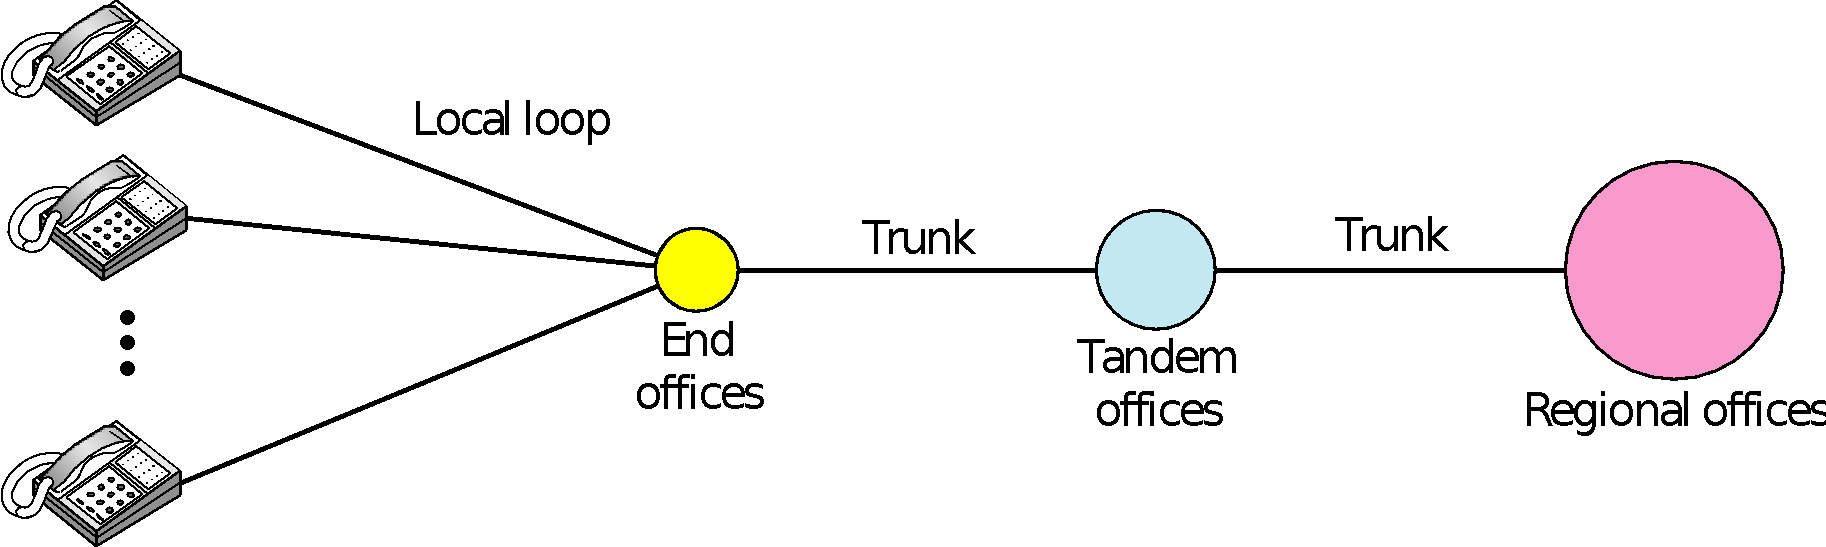 Local loop
Trunk
Trunk
End
offices
Tandem
offices
Regional offices